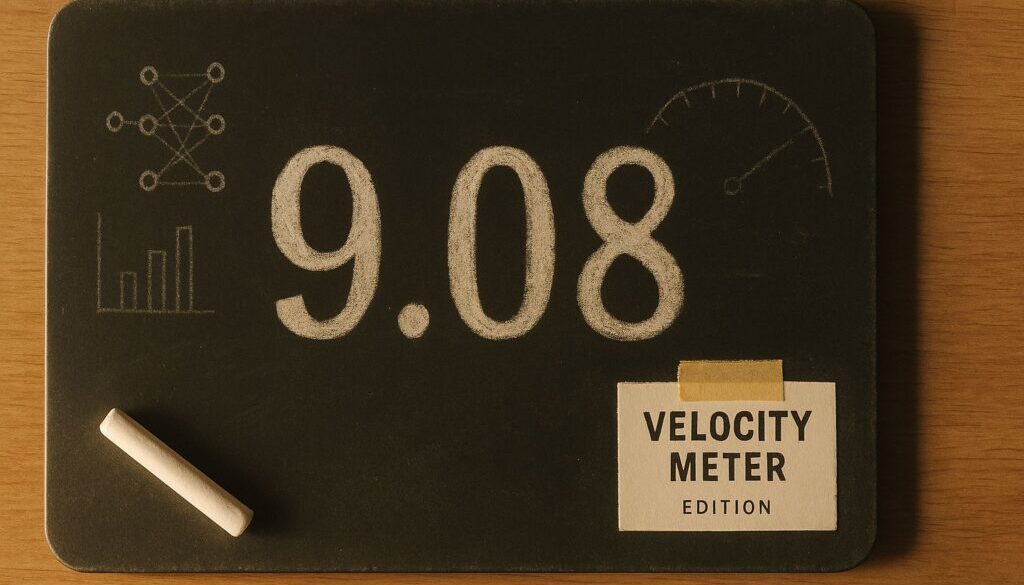 9.08
VELOCITY
METER
EDITION